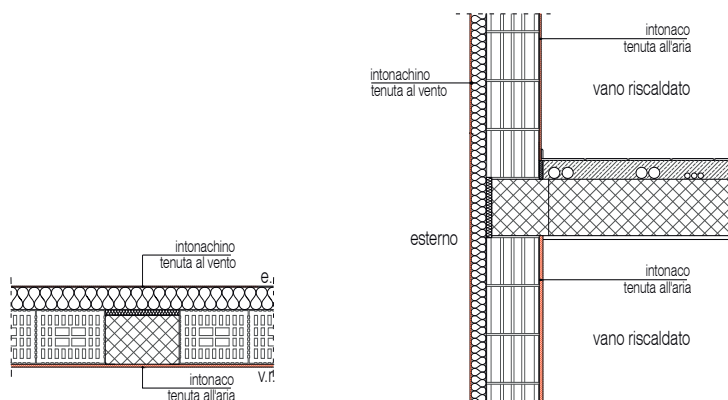 intonachino
tenuta al vento
e.
v.r.
intonaco
tenuta all'aria
intonaco
tenuta all'aria
intonachino
tenuta al vento
vano riscaldato
esterno
intonaco
tenuta all'aria
vano riscaldato